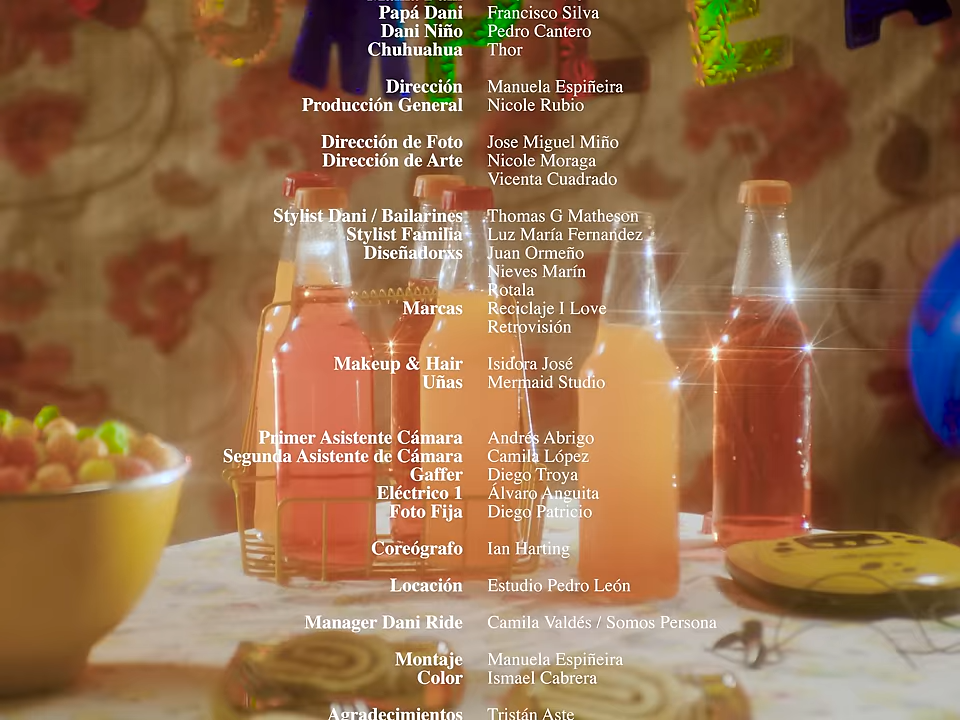 Papá Dani Francisco Silva
Dani Niño Pedro Cantero
Chuhuahua Thor
Dirección Manuela Espiñeira
Producción General Nicole Rubio
Dirección de Foto Jose Miguel Miño
Dirección de Arte Nicole Moraga
Vicenta Cuadrado
Stylist Dani / Bailarines Thomas G Matheson
Stylist Familia Luz María Fernandez
Diseñadorxs Juan Ormeño
Nieves Marín
Rotala
Marcas Reciclaje I Love
Retrovisión
Makeup & Hair Isidora José
Uñas Mermaid Studio
Primer Asistente Cámara Andrés Abrigo
Segunda Asistente de Cámara Camila López
Gaffer Diego Troya
Eléctrico 1 Álvaro Anguita
Foto Fija Diego Patricio
Coreógrafo Ian Harting
Locación Estudio Pedro León
Manager Dani Ride Camila Valdés / Somos Persona
Montaje Manuela Espiñeira
Color Ismael Cabrera
Agradecimientos Tristán Aste